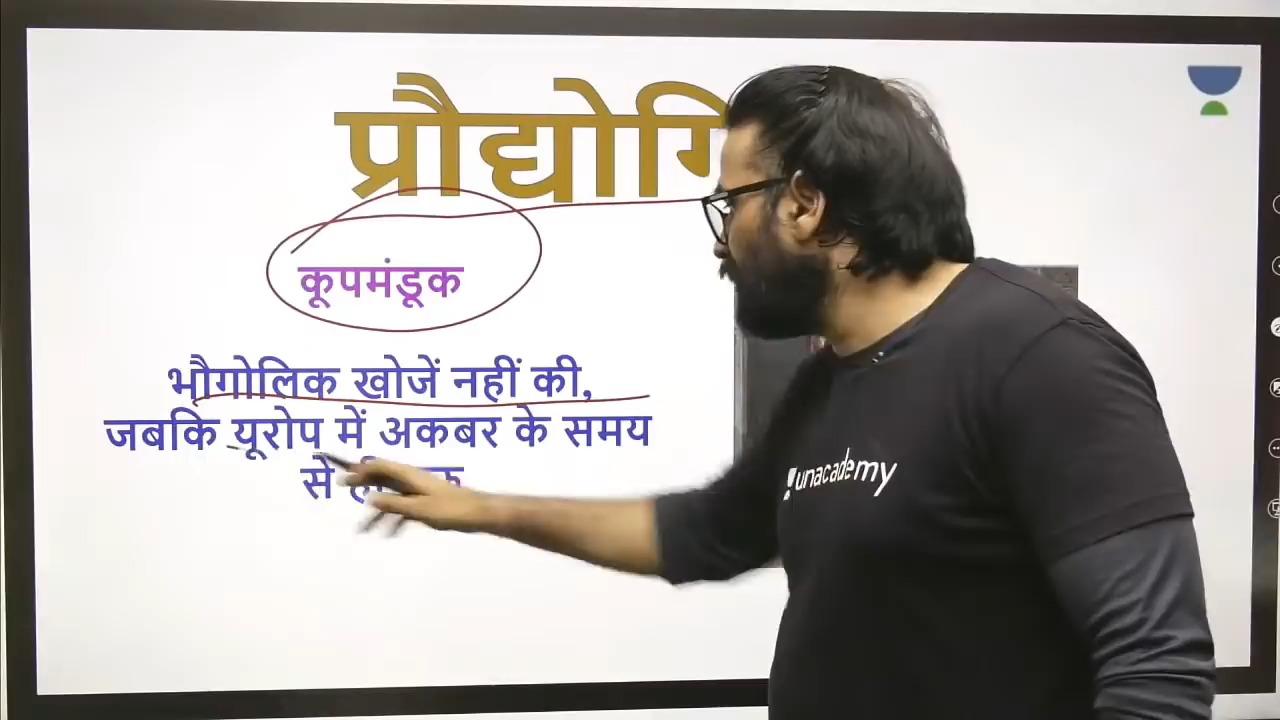 कूपमंडूक
भौगोलिक खोजें नहीं की,
जबकि यूरोप में अकबर के समय
से
unacademy